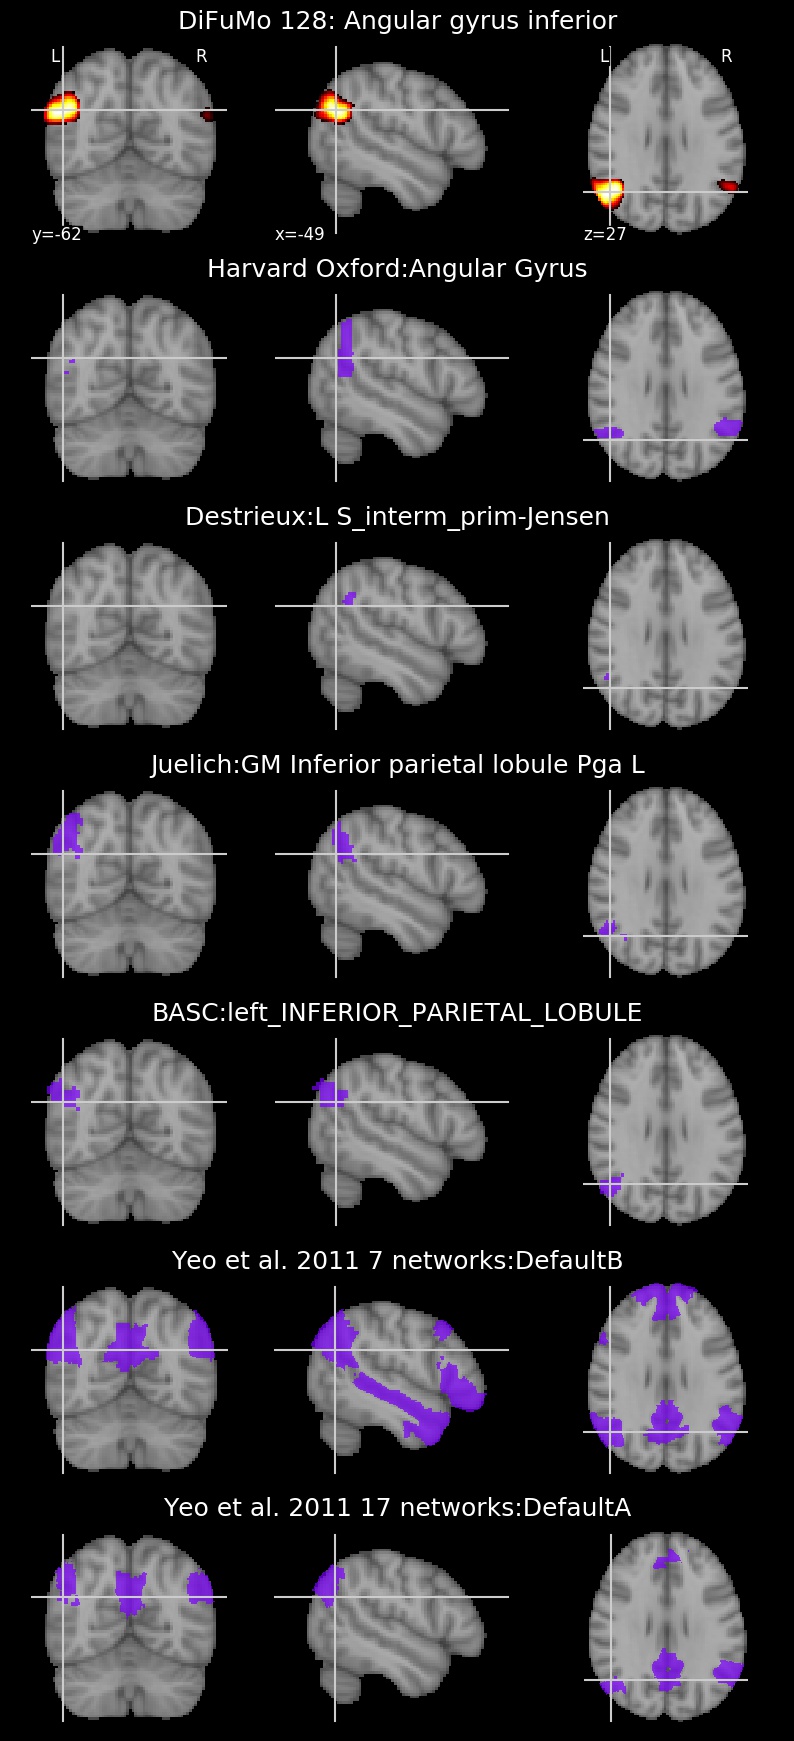 DiFuMo 128: Angular gyrus inferior
L R L R
y=-62 x=-49 z=27
Harvard Oxford:Angular Gyrus
Destrieux:L S_interm_prim-Jensen
Juelich:GM Inferior parietal lobule Pga L
BASC:left_INFERIOR_PARIETAL_LOBULE
Yeo et al. 2011 7 networks:DefaultB
Yeo et al. 2011 17 networks:DefaultA